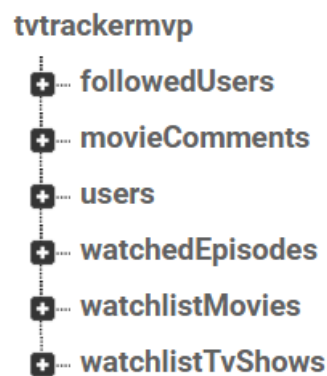 tvtrackermvp
followedUsers
movieComments
users
watchedEpisodes
watchlistMovies
watchlistTvShows